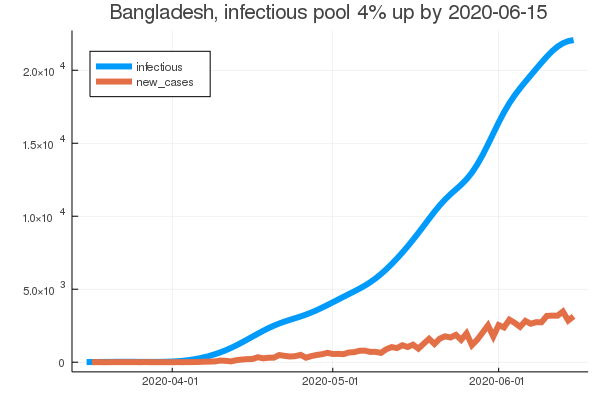 Bangladesh, infectious pool 4% up by 2020-06-15
infectious
new_cases
2.0×10⁴
1.5×10⁴
1.0×10⁴
5.0×10³
0
2020-04-01 2020-05-01 2020-06-01